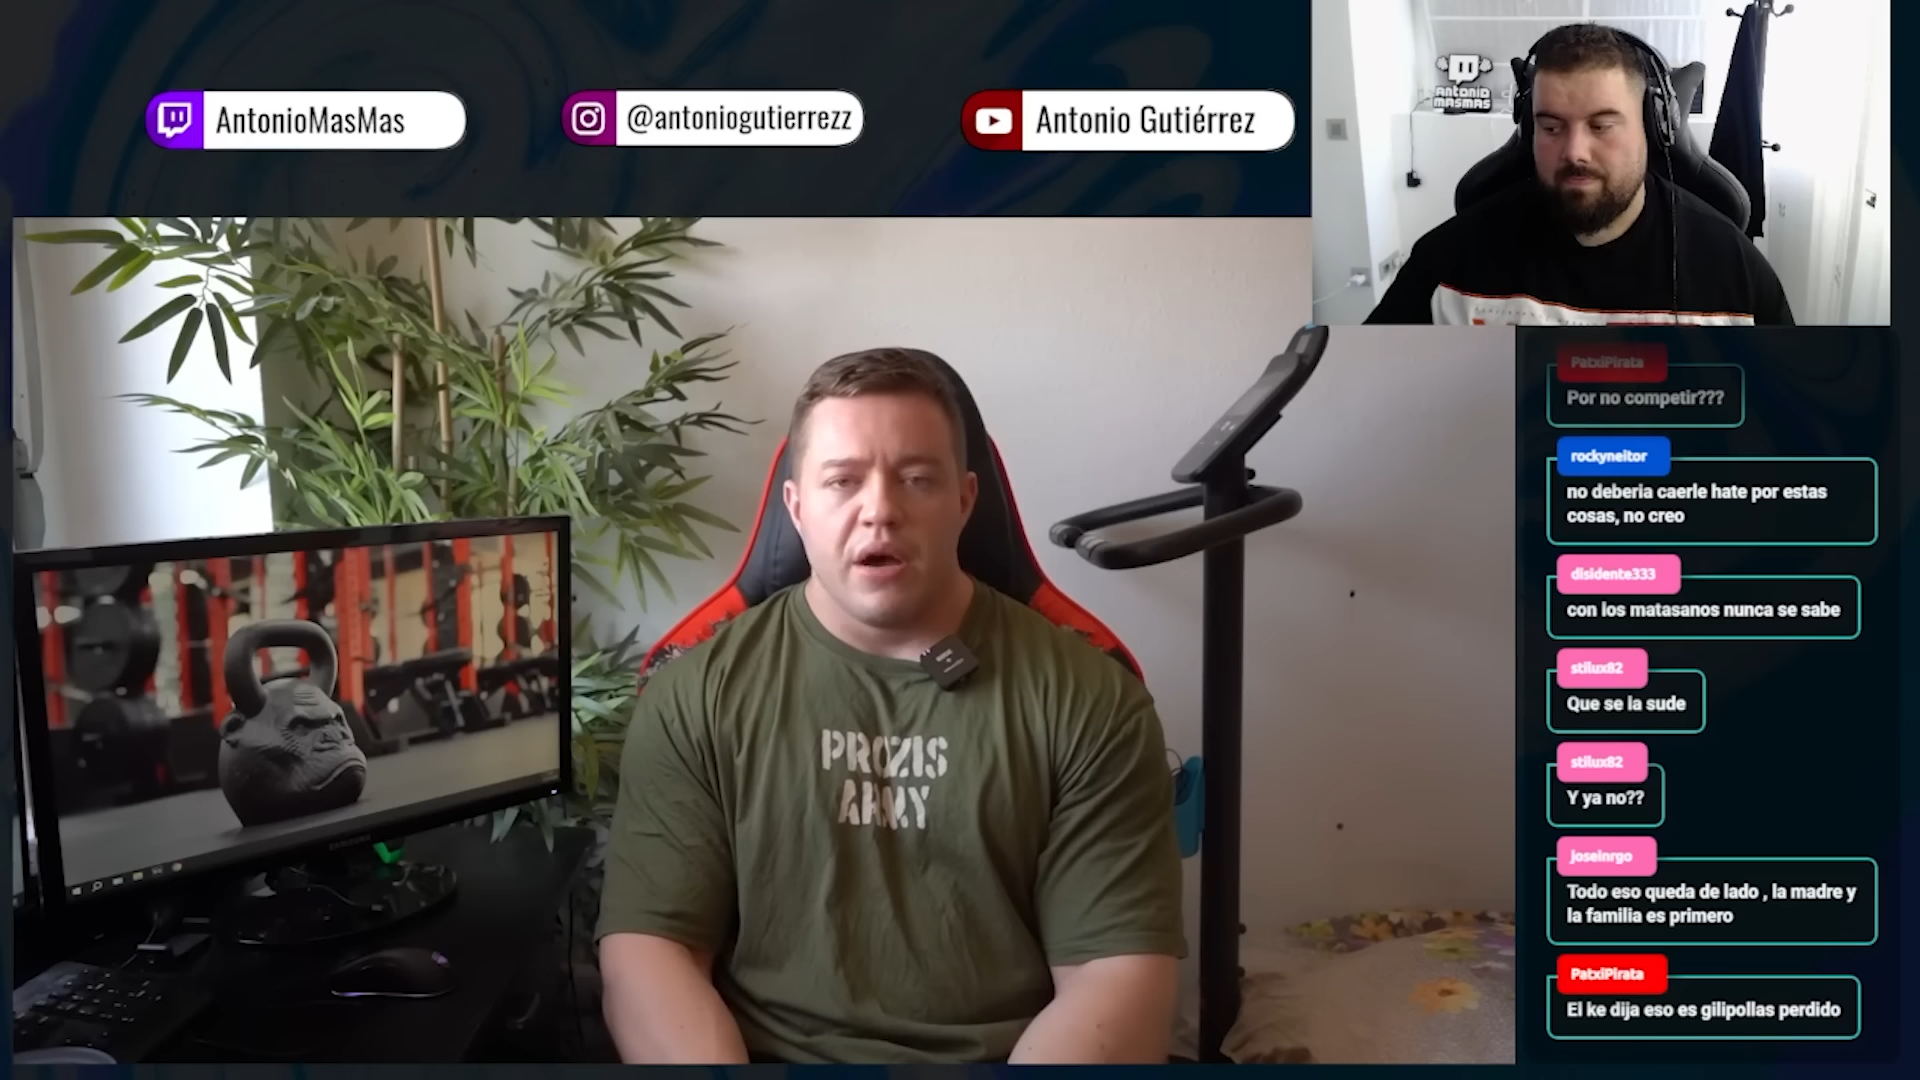 AntonioMasMas
@antoniogutierrezz
Antonio Gutiérrez
ANTONIO
MASMAS
PROZIS
ARMY
PatxiPirata
Por no competir???
rockyneitor
no deberia caerle hate por estas
cosas, no creo
disidente333
con los matasanos nunca se sabe
stilux82
Que se la sude
stilux82
Y ya no??
Joseinrgo
Todo eso queda de lado , la madre y
la familia es primero
PatxiPirata
El ke dija eso es gilipollas perdido